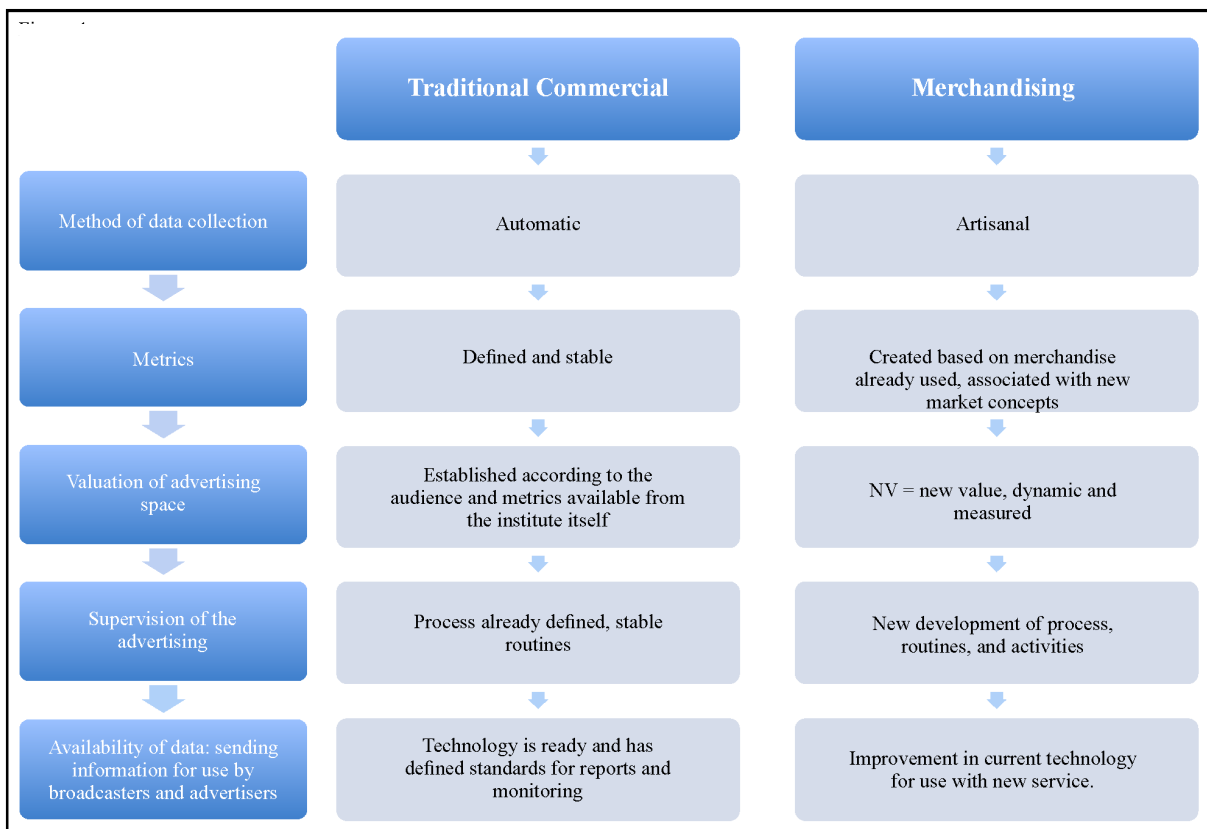 Traditional Commercial
Merchandising
Method of data collection
Automatic
Artisanal
Metrics
Defined and stable
Created based on merchandise
already used, associated with new
market concepts
Valuation of advertising
space
Established according to the
audience and metrics available from
the institute itself
NV = new value, dynamic and
measured
Supervision of the
advertising
Process already defined, stable
routines
New development of process,
routines, and activities
Availability of data: sending
information for use by
broadcasters and advertisers
Technology is ready and has
defined standards for reports and
monitoring
Improvement in current technology
for use with new service.